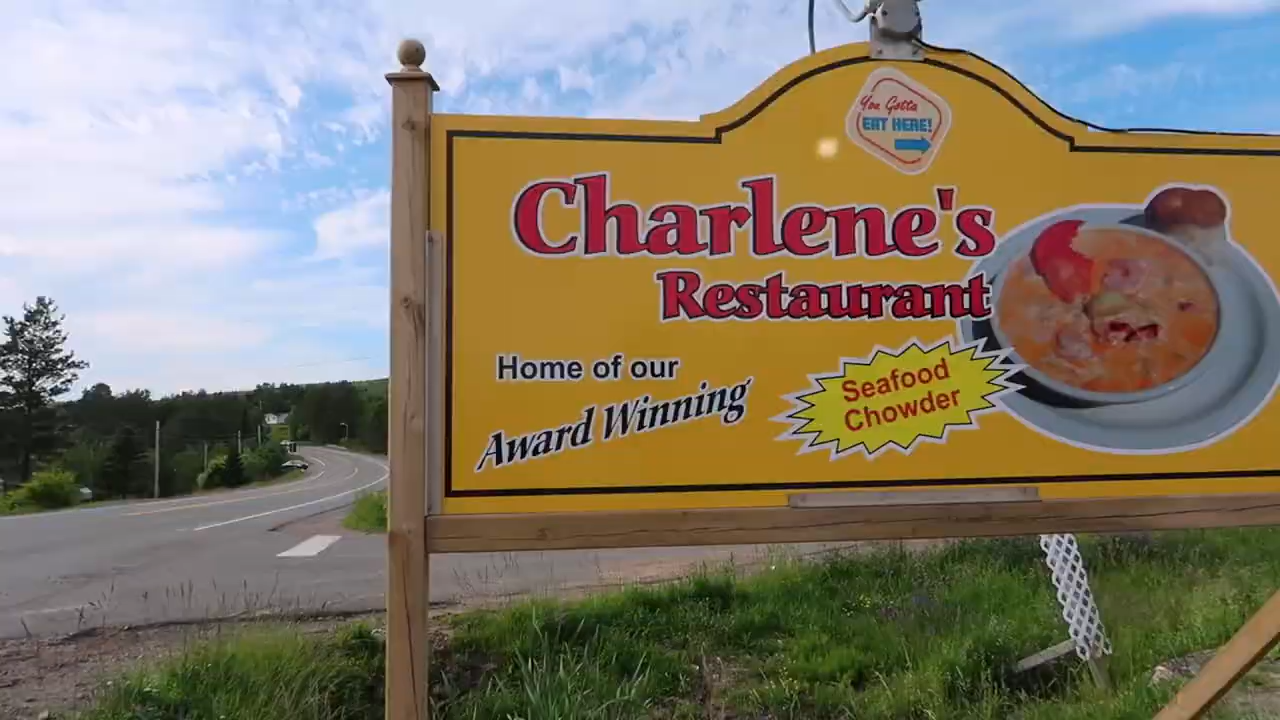 You Gotta
EAT HERE!
Charlene's
Restaurant
Home of our
Award Winning
Seafood
Chowder